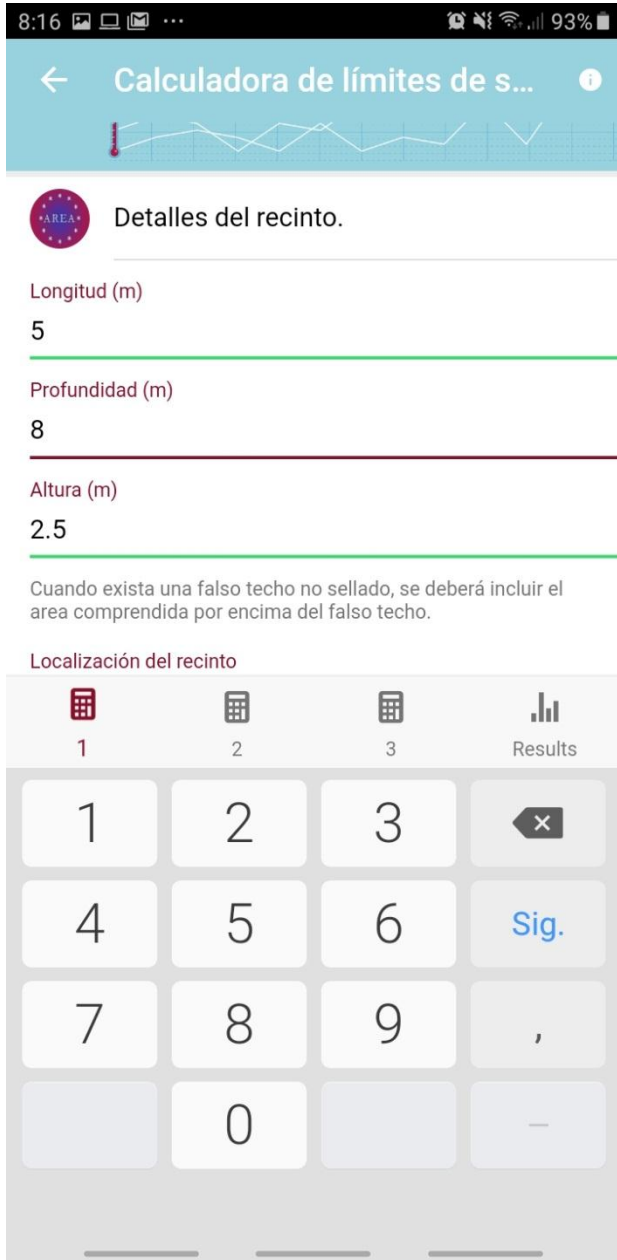 8:16 ... 93%
Calculadora de límites de s...
AREA
Detalles del recinto.
Longitud (m)
5
Profundidad (m)
8
Altura (m)
2.5
Cuando exista una falso techo no sellado, se deberá incluir el
area comprendida por encima del falso techo.
Localización del recinto
1 2 3 Results
1 2 3
4 5 6 Sig.
7 8 9 ,
0 –